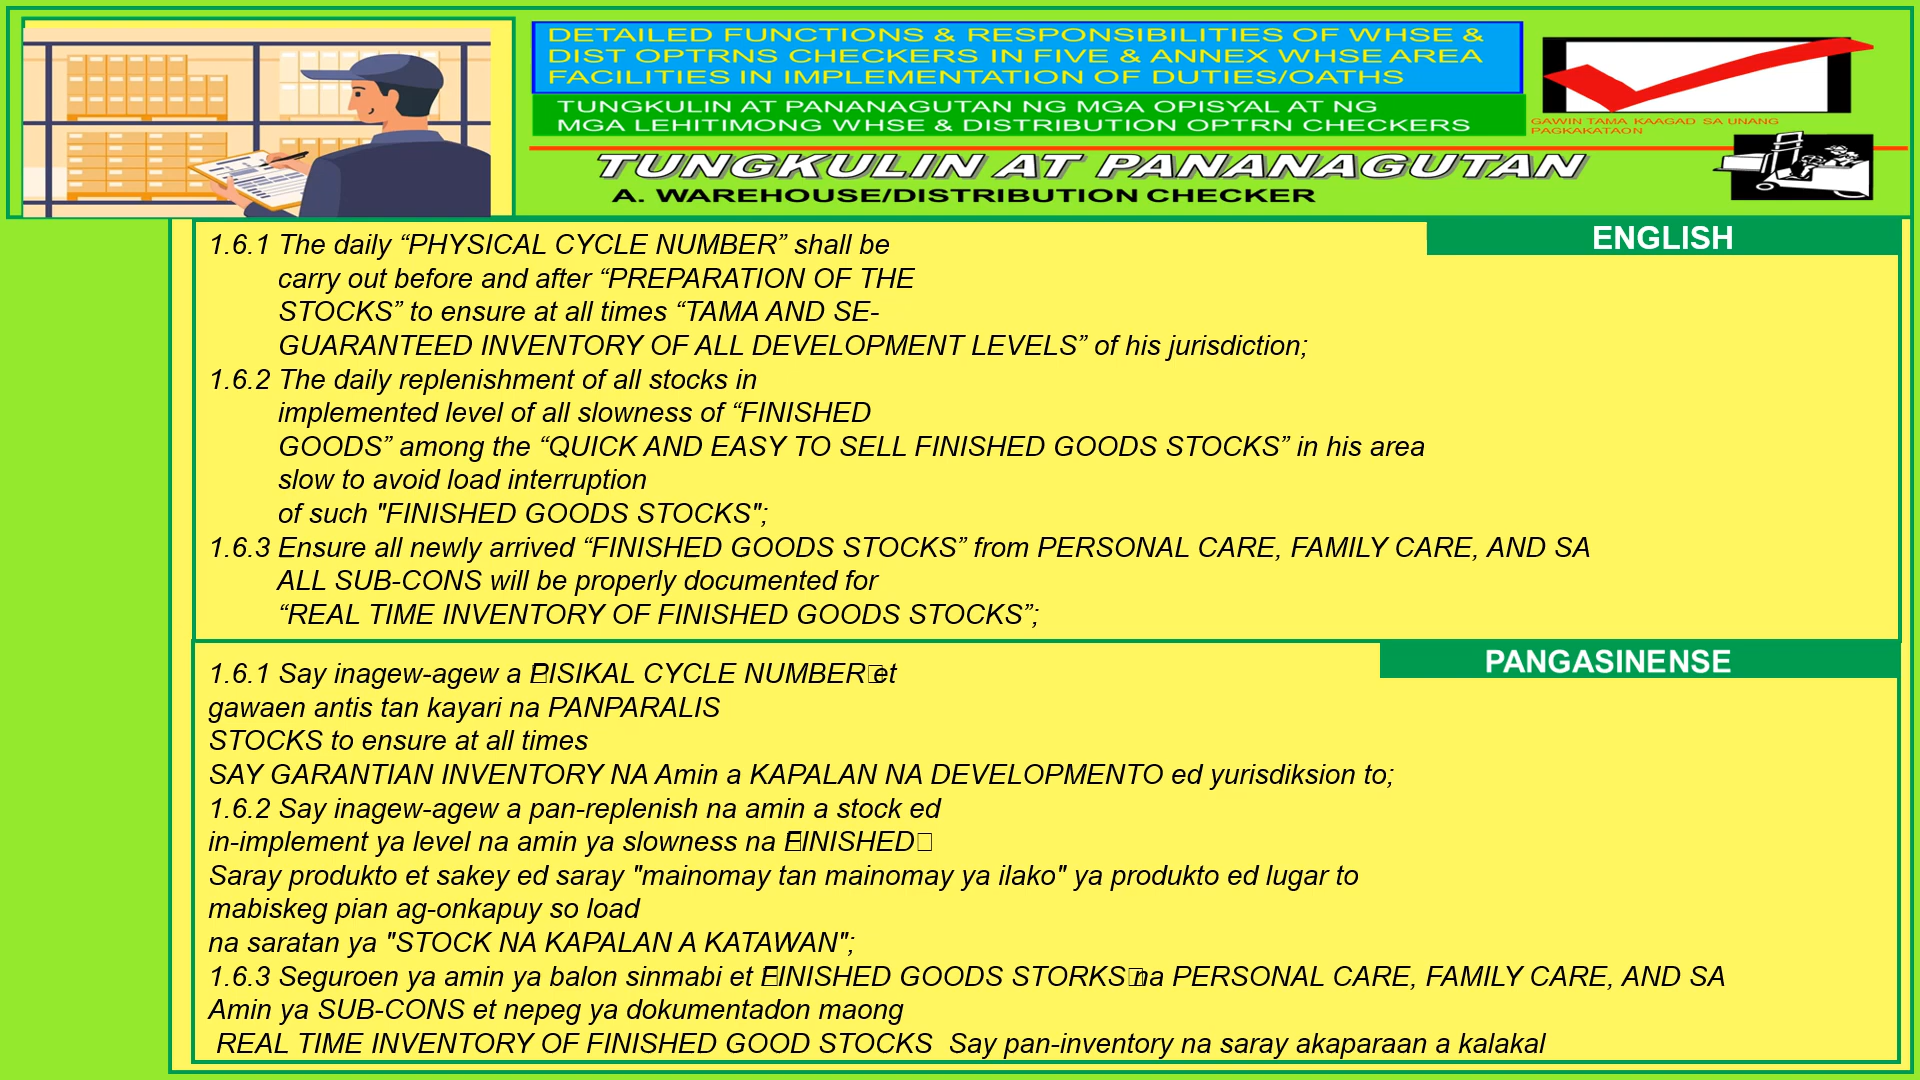 DETAILED FUNCTIONS & RESPONSIBILITIES OF WHSE &
DIST OPTRNS CHECKERS IN FIVE & ANNEX WHSE AREA
FACILITIES IN IMPLEMENTATION OF DUTIES/OATHS
TUNGKULIN AT PANANAGUTAN NG MGA OPISYAL AT NG
MGA LEHITIMONG WHSE & DISTRIBUTION OPTRN CHECKERS
GAWIN TAMA KAAGAD SA UNANG
PAGKAKATAON
TUNGKULIN AT PANANAGUTAN
A. WAREHOUSE/DISTRIBUTION CHECKER
ENGLISH
1.6.1 The daily “PHYSICAL CYCLE NUMBER” shall be
carry out before and after “PREPARATION OF THE
STOCKS” to ensure at all times “TAMA AND SE-
GUARANTEED INVENTORY OF ALL DEVELOPMENT LEVELS” of his jurisdiction;
1.6.2 The daily replenishment of all stocks in
implemented level of all slowness of “FINISHED
GOODS” among the “QUICK AND EASY TO SELL FINISHED GOODS STOCKS” in his area
slow to avoid load interruption
of such "FINISHED GOODS STOCKS";
1.6.3 Ensure all newly arrived “FINISHED GOODS STOCKS” from PERSONAL CARE, FAMILY CARE, AND SA
ALL SUB-CONS will be properly documented for
“REAL TIME INVENTORY OF FINISHED GOODS STOCKS”;
PANGASINENSE
1.6.1 Say inagew-agew a PISIKAL CYCLE NUMBER et
gawaen antis tan kayari na PANPARALIS
STOCKS to ensure at all times
SAY GARANTIAN INVENTORY NA Amin a KAPALAN NA DEVELOPMENTO ed yurisdiksion to;
1.6.2 Say inagew-agew a pan-replenish na amin a stock ed
in-implement ya level na amin ya slowness na FINISHED
Saray produkto et sakey ed saray "mainomay tan mainomay ya ilako" ya produkto ed lugar to
mabiskeg pian ag-onkapuy so load
na saratan ya "STOCK NA KAPALAN A KATAWAN";
1.6.3 Seguroen ya amin ya balon sinmabi et FINISHED GOODS STORKS na PERSONAL CARE, FAMILY CARE, AND SA
Amin ya SUB-CONS et nepeg ya dokumentadon maong
REAL TIME INVENTORY OF FINISHED GOOD STOCKS Say pan-inventory na saray akaparaan a kalakal